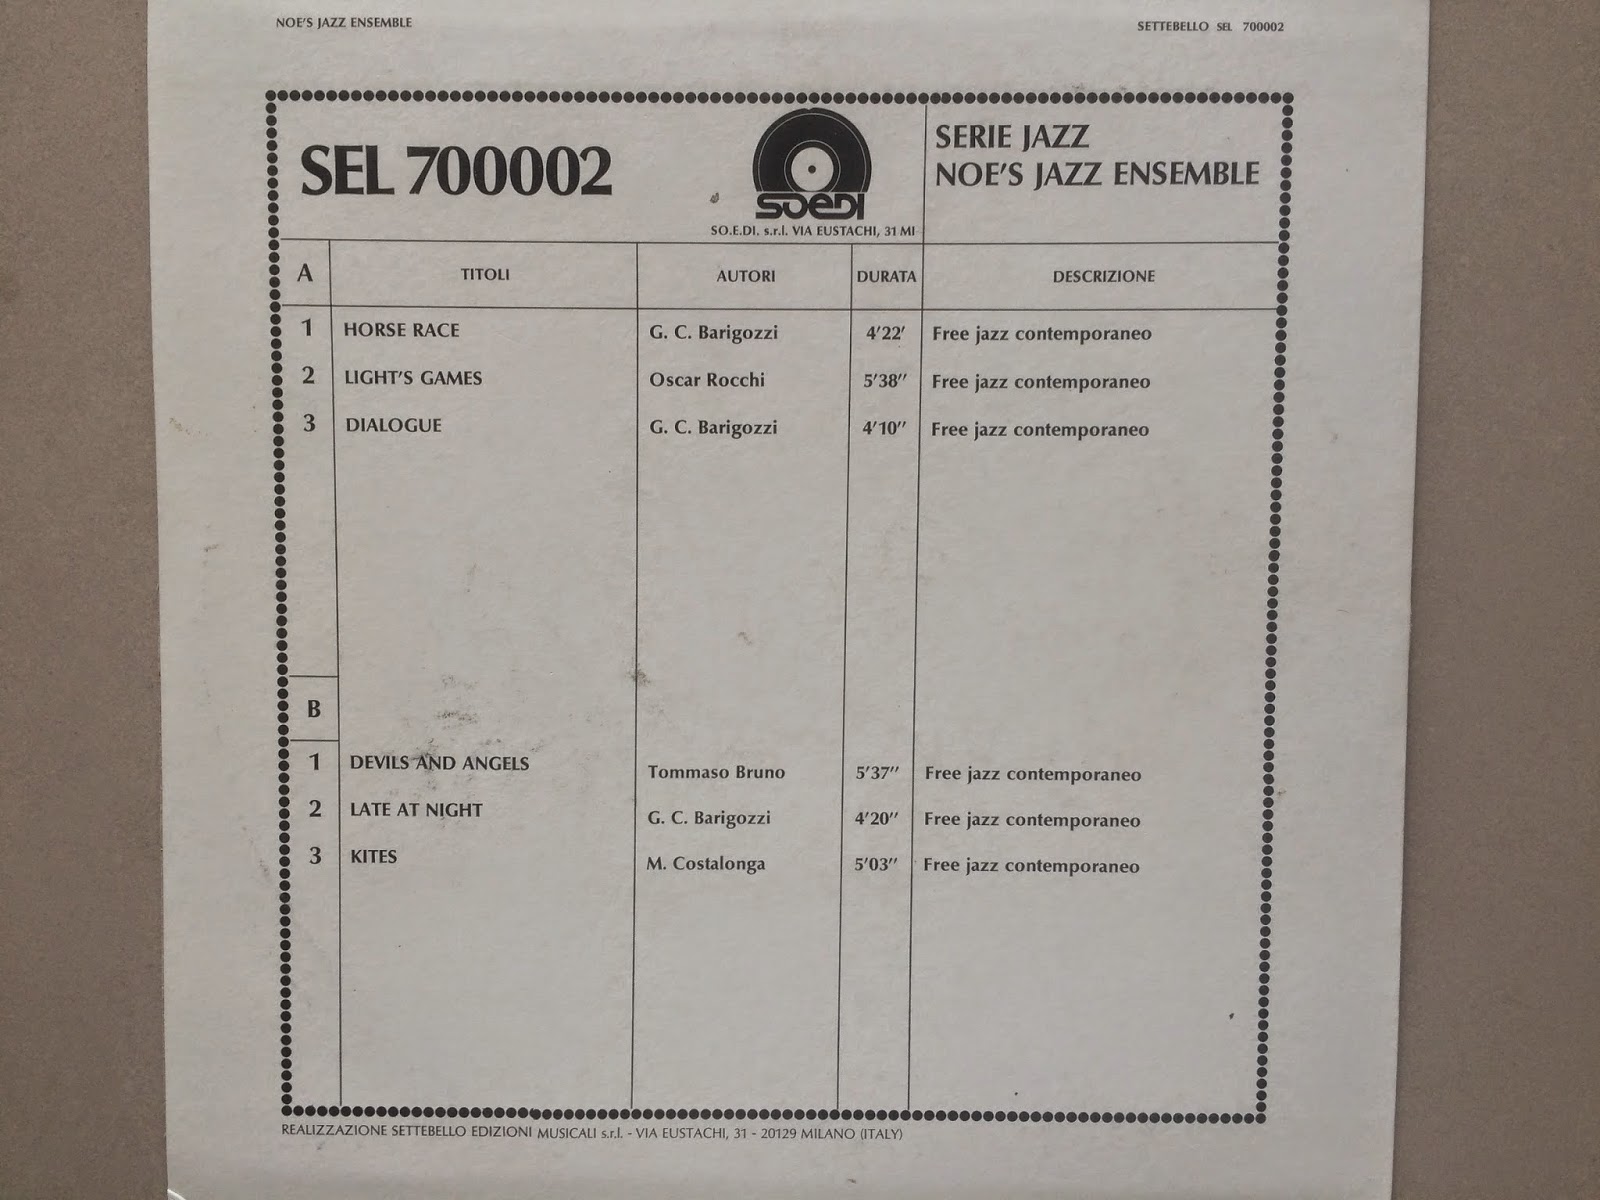 NOE'S JAZZ ENSEMBLE SETTEBELLO SEL 700002
SEL 700002
SOEDI
SO.E.DI. s.r.l. VIA EUSTACHI, 31 MI
SERIE JAZZ
NOE'S JAZZ ENSEMBLE
A TITOLI AUTORI DURATA DESCRIZIONE
1 HORSE RACE G. C. Barigozzi 4'22' Free jazz contemporaneo
2 LIGHT'S GAMES Oscar Rocchi 5'38'' Free jazz contemporaneo
3 DIALOGUE G. C. Barigozzi 4'10'' Free jazz contemporaneo
B
1 DEVILS AND ANGELS Tommaso Bruno 5'37'' Free jazz contemporaneo
2 LATE AT NIGHT G. C. Barigozzi 4'20'' Free jazz contemporaneo
3 KITES M. Costalonga 5'03'' Free jazz contemporaneo
REALIZZAZIONE SETTEBELLO EDIZIONI MUSICALI s.r.l. - VIA EUSTACHI, 31 - 20129 MILANO (ITALY)